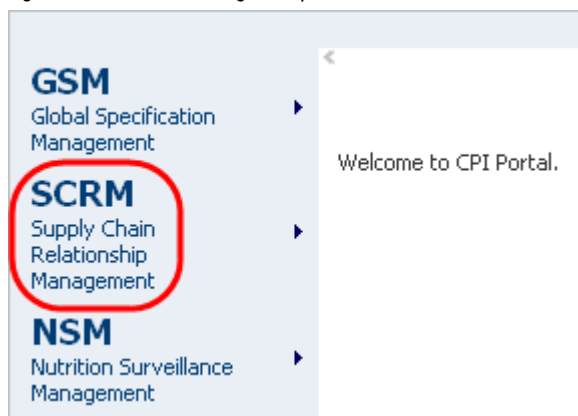 GSM
Global Specification
Management
SCRM
Supply Chain
Relationship
Management
NSM
Nutrition Surveillance
Management
Welcome to CPI Portal.